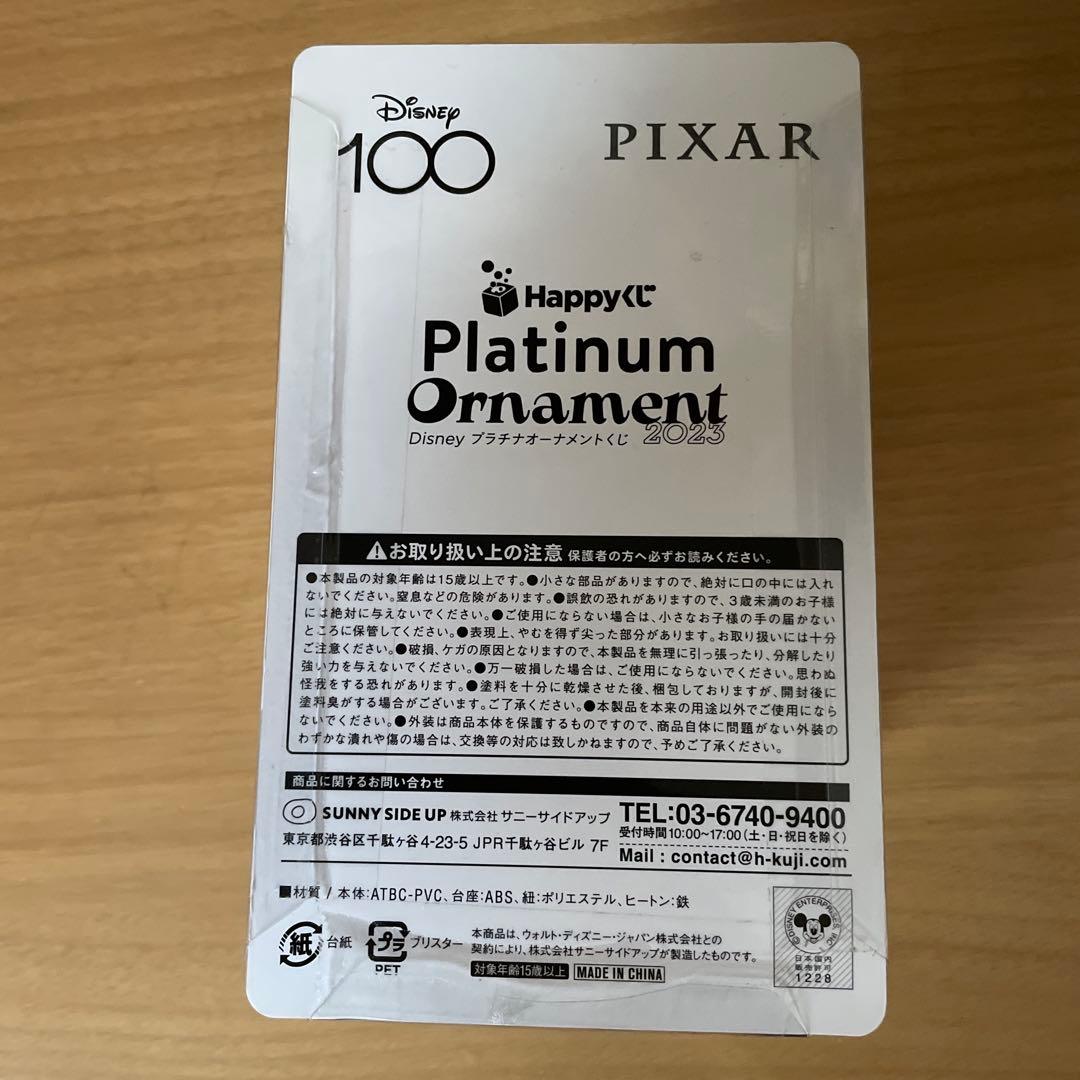 Disney
100
PIXAR
Happyくじ
Platinum
Ornament
2023
Disney プラチナオーナメントくじ
お取り扱い上の注意 保護者の方へ必ずお読みください。
●本製品の対象年齢は15歳以上です。●小さな部品がありますので、絶対に口の中には入れ
ないでください。窒息などの危険があります。●誤飲の恐れがありますので、3歳未満のお子様
には絶対に与えないでください。●ご使用にならない場合は、小さなお子様の手の届かない
ところに保管してください。●表現上、やむを得ず尖った部分があります。お取り扱いには十分
ご注意ください。●破損、ケガの原因となりますので、本製品を無理に引っ張ったり、分解したり
強い力を与えないでください。●万一破損した場合は、ご使用にならないでください。思わぬ
怪我をする恐れがあります。●塗料を十分に乾燥させた後、梱包しておりますが、開封後に
塗料臭がする場合がございます。ご了承ください。●本製品を本来の用途以外でご使用になら
ないでください。●外装は商品本体を保護するものですので、商品自体に問題がない外装の
わずかな潰れや傷の場合は、交換等の対応は致しかねますので、予めご了承ください。
商品に関するお問い合わせ
SUNNY SIDE UP 株式会社 サニーサイドアップ
東京都渋谷区千駄ヶ谷4-23-5 JPR千駄ヶ谷ビル 7F
TEL:03-6740-9400
受付時間10:00~17:00(土・日・祝日を除く)
Mail : contact@h-kuji.com
■材質 / 本体:ATBC-PVC、台座:ABS、紐:ポリエステル、ヒートン:鉄
紙 台紙
プラ ブリスター
PET
本商品は、ウォルト・ディズニー・ジャパン株式会社との
契約により、株式会社サニーサイドアップが製造したものです。
対象年齢15歳以上 MADE IN CHINA
©DISNEY ENTERPRISES, INC.
日本国内
販売許可
1228